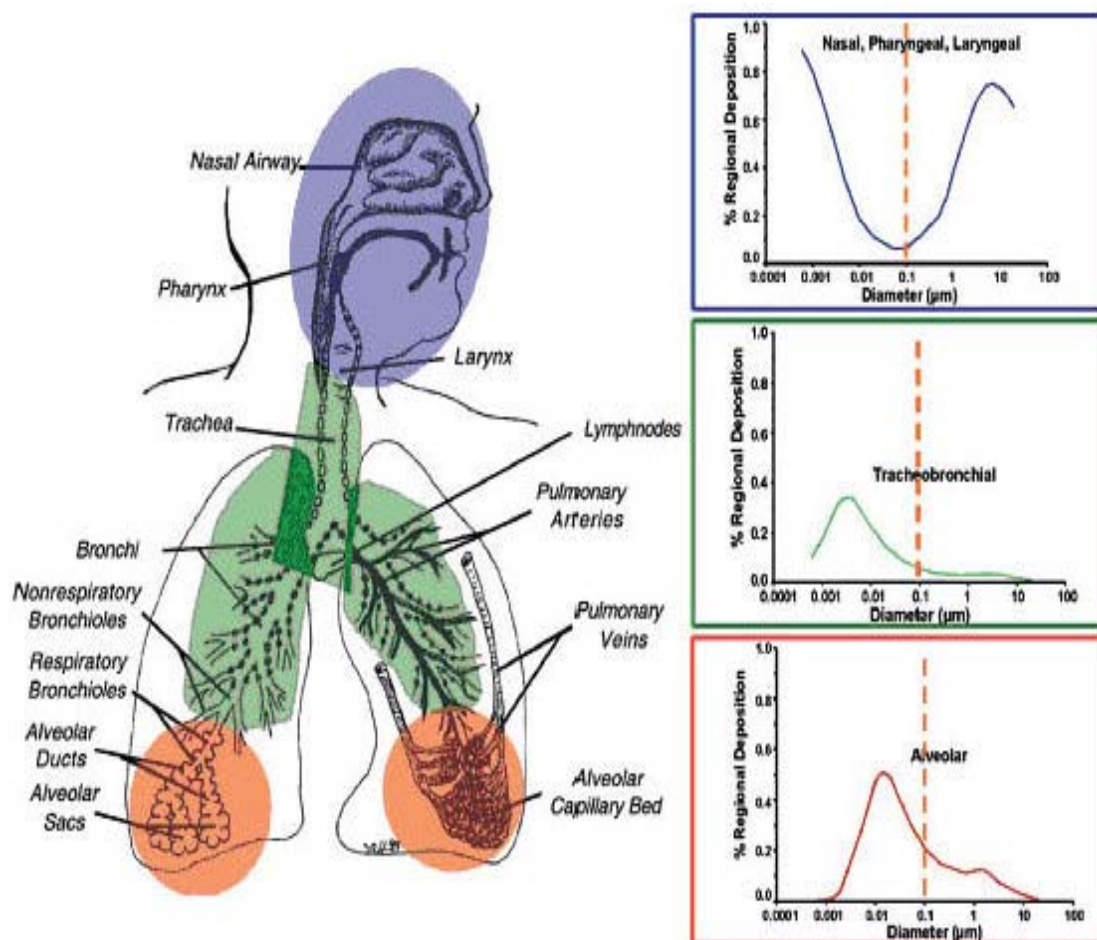 Nasal Airway
Pharynx
Larynx
Trachea
Lymphnodes
Pulmonary
Arteries
Bronchi
Nonrespiratory
Bronchioles
Pulmonary
Veins
Respiratory
Bronchioles
Alveolar
Ducts
Alveolar
Sacs
Alveolar
Capillary Bed
Nasal, Pharyngeal, Laryngeal
% Regional Deposition
1.0
0.8
0.6
0.4
0.2
0.0
0.0001 0.001 0.01 0.1 1 10 100
Diameter (µm)
Tracheobronchial
% Regional Deposition
1.0
0.8
0.6
0.4
0.2
0.0
0.0001 0.001 0.01 0.1 1 10 100
Diameter (µm)
Alveolar
% Regional Deposition
1.0
0.8
0.6
0.4
0.2
0.0
0.0001 0.001 0.01 0.1 1 10 100
Diameter (µm)